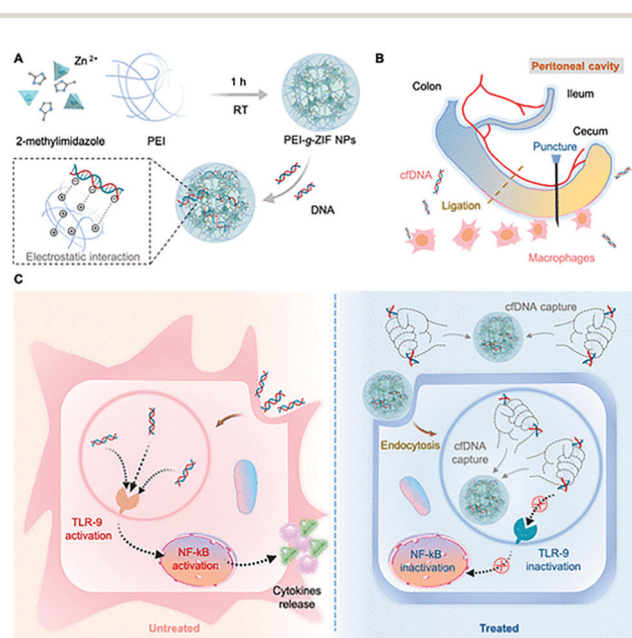 A
Zn 2+
1 h
RT
2-methylimidazole
PEI
PEI-g-ZIF NPs
DNA
Electrostatic interaction
B
Peritoneal cavity
Colon
Ileum
Cecum
Puncture
cfDNA
Ligation
Macrophages
C
TLR-9
activation
NF-kB
activation
Cytokines
release
Untreated
cfDNA capture
Endocytosis
cfDNA
capture
NF-kB
inactivation
TLR-9
inactivation
Treated